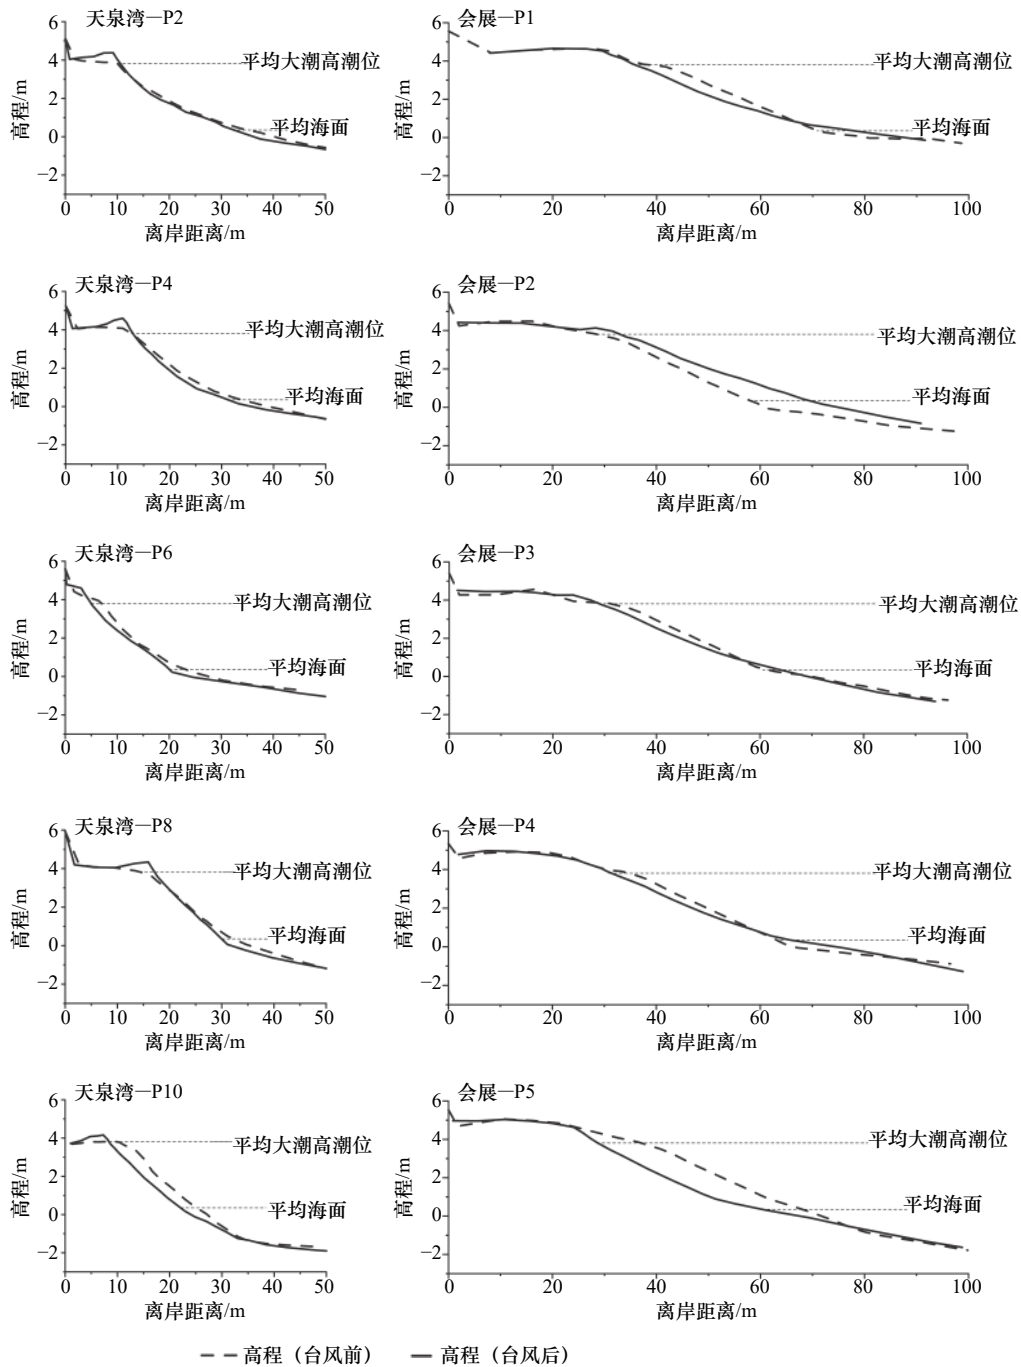 天泉湾—P2
高程/m
6
4
2
0
−2
0 10 20 30 40 50
离岸距离/m
平均大潮高潮位
平均海面
会展—P1
高程/m
6
4
2
0
−2
0 20 40 60 80 100
离岸距离/m
平均大潮高潮位
平均海面
天泉湾—P4
高程/m
6
4
2
0
−2
0 10 20 30 40 50
离岸距离/m
平均大潮高潮位
平均海面
会展—P2
高程/m
6
4
2
0
−2
0 20 40 60 80 100
离岸距离/m
平均大潮高潮位
平均海面
天泉湾—P6
高程/m
6
4
2
0
−2
0 10 20 30 40 50
离岸距离/m
平均大潮高潮位
平均海面
会展—P3
高程/m
6
4
2
0
−2
0 20 40 60 80 100
离岸距离/m
平均大潮高潮位
平均海面
天泉湾—P8
高程/m
6
4
2
0
−2
0 10 20 30 40 50
离岸距离/m
平均大潮高潮位
平均海面
会展—P4
高程/m
6
4
2
0
−2
0 20 40 60 80 100
离岸距离/m
平均大潮高潮位
平均海面
天泉湾—P10
高程/m
6
4
2
0
−2
0 10 20 30 40 50
离岸距离/m
平均大潮高潮位
平均海面
会展—P5
高程/m
6
4
2
0
−2
0 20 40 60 80 100
离岸距离/m
平均大潮高潮位
平均海面
高程（台风前） 高程（台风后）